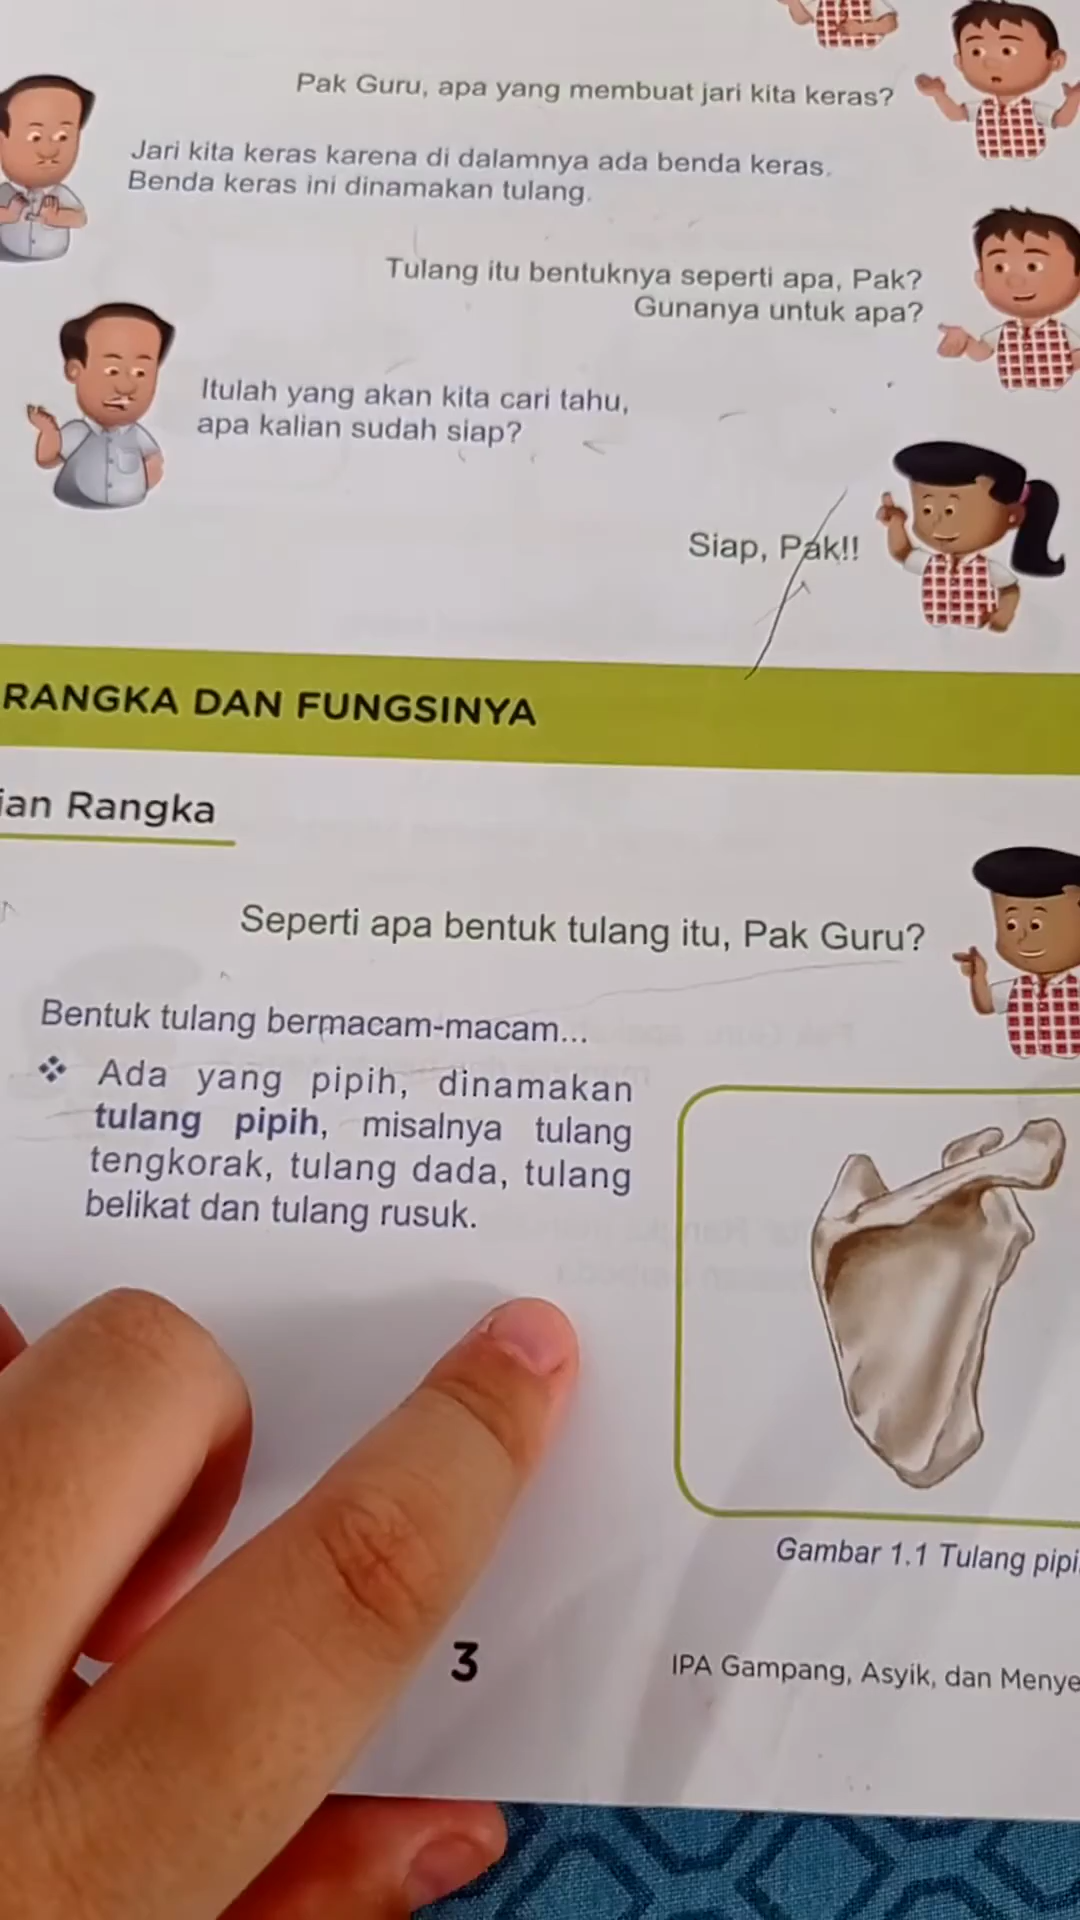 Pak Guru, apa yang membuat jari kita keras?
Jari kita keras karena di dalamnya ada benda keras.
Benda keras ini dinamakan tulang.
Tulang itu bentuknya seperti apa, Pak?
Gunanya untuk apa?
Itulah yang akan kita cari tahu,
apa kalian sudah siap?
Siap, Pak!!
RANGKA DAN FUNGSINYA
Rangka
Seperti apa bentuk tulang itu, Pak Guru?
Bentuk tulang bermacam-macam...
❖ Ada yang pipih, dinamakan
tulang pipih, misalnya tulang
tengkorak, tulang dada, tulang
belikat dan tulang rusuk.
Gambar 1.1 Tulang
3
IPA Gampang, Asyik, dan